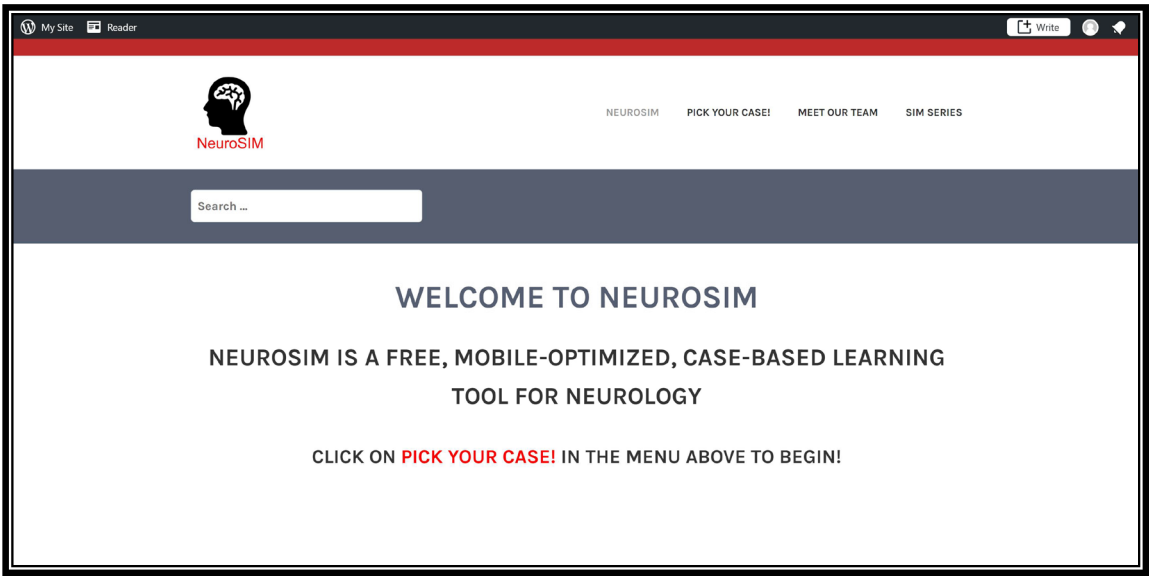 My Site Reader Write
NeuroSIM
NEUROSIM PICK YOUR CASE! MEET OUR TEAM SIM SERIES
Search ...
WELCOME TO NEUROSIM
NEUROSIM IS A FREE, MOBILE-OPTIMIZED, CASE-BASED LEARNING
TOOL FOR NEUROLOGY
CLICK ON PICK YOUR CASE! IN THE MENU ABOVE TO BEGIN!